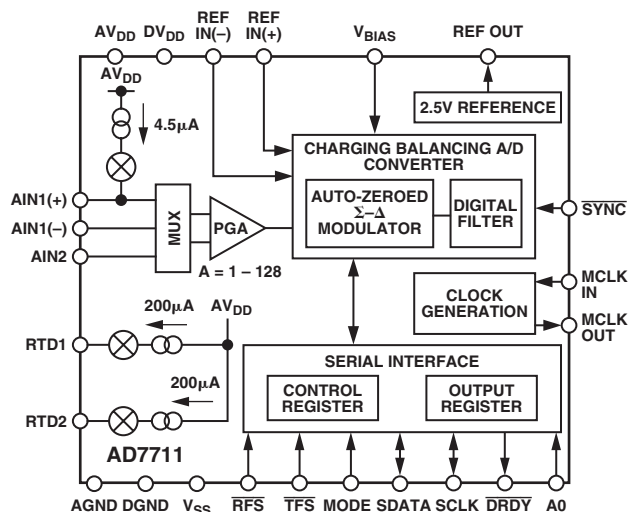 AVDD
DVDD
REF
IN(–)
REF
IN(+)
VBIAS
REF OUT
AVDD
4.5µA
2.5V REFERENCE
CHARGING BALANCING A/D
CONVERTER
AUTO-ZEROED
Σ–Δ
MODULATOR
DIGITAL
FILTER
AIN1(+)
AIN1(–)
AIN2
MUX
PGA
A = 1 – 128
SYNC
CLOCK
GENERATION
MCLK
IN
MCLK
OUT
200µA
AVDD
RTD1
200µA
RTD2
SERIAL INTERFACE
CONTROL
REGISTER
OUTPUT
REGISTER
AD7711
AGND
DGND
VSS
RFS
TFS
MODE
SDATA
SCLK
DRDY
A0